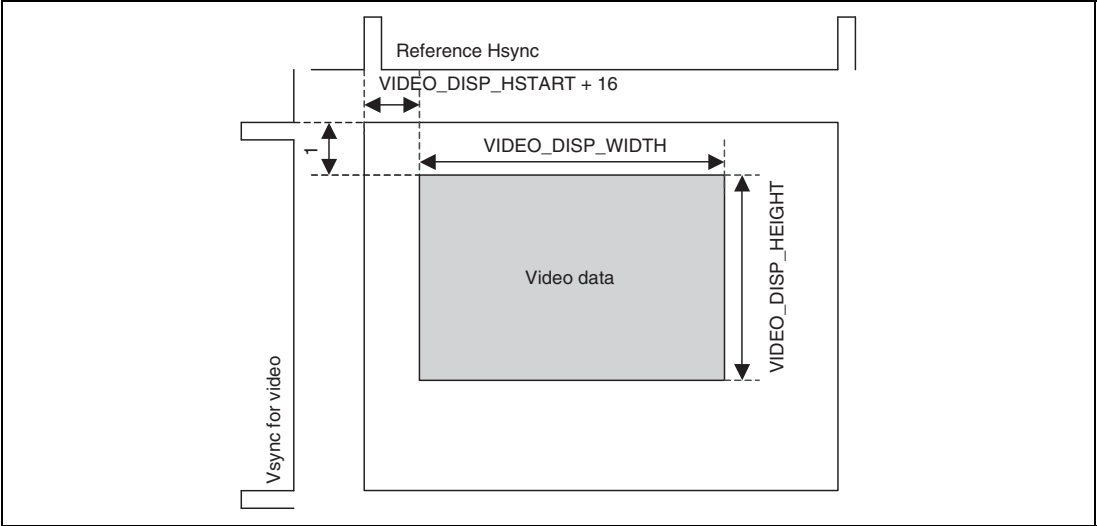 Reference Hsync
VIDEO_DISP_HSTART + 16
1
VIDEO_DISP_WIDTH
Video data
VIDEO_DISP_HEIGHT
Vsync for video